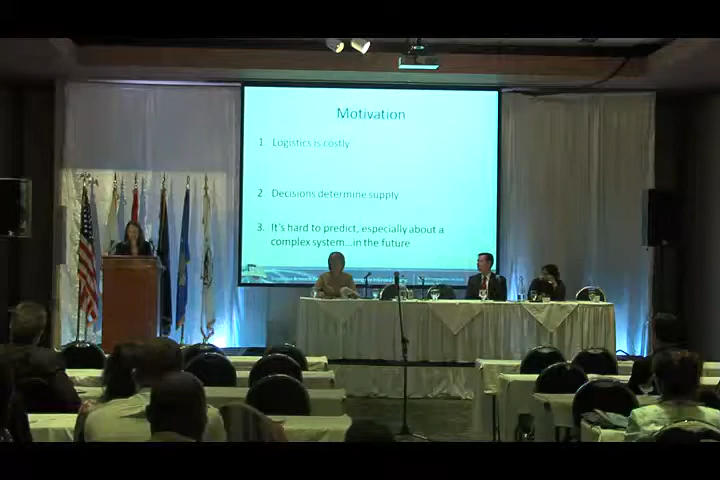 Motivation
1 Logistics is costly
2 Decisions determine supply
3. It's hard to predict, especially about a
complex system...in the future